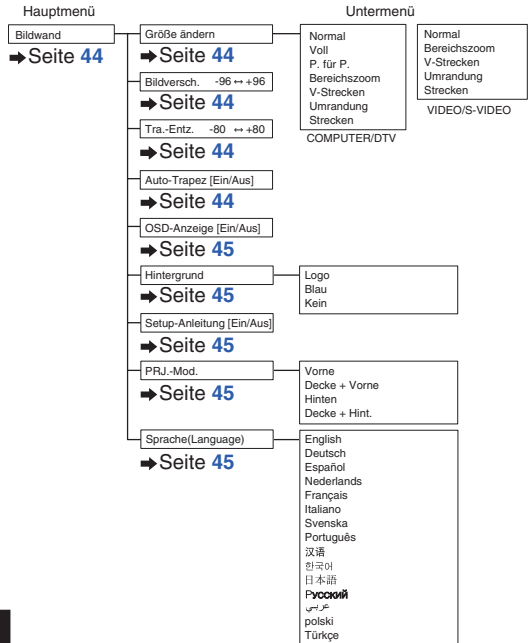 Hauptmenü
Untermenü
Bildwand
➡Seite 44
Größe ändern
➡Seite 44
Normal
Voll
P. für P.
Bereichszoom
V-Strecken
Umrandung
Strecken
COMPUTER/DTV
Normal
Bereichszoom
V-Strecken
Umrandung
Strecken
VIDEO/S-VIDEO
Bildversch. -96 ↔ +96
➡Seite 44
Tra.-Entz. -80 ↔ +80
➡Seite 44
Auto-Trapez [Ein/Aus]
➡Seite 44
OSD-Anzeige [Ein/Aus]
➡Seite 45
Hintergrund
➡Seite 45
Logo
Blau
Kein
Setup-Anleitung [Ein/Aus]
➡Seite 45
PRJ.-Mod.
➡Seite 45
Vorne
Decke + Vorne
Hinten
Decke + Hint.
Sprache(Language)
➡Seite 45
English
Deutsch
Español
Nederlands
Français
Italiano
Svenska
Português
汉语
한국어
日本語
Русский
عربي
polski
Türkçe